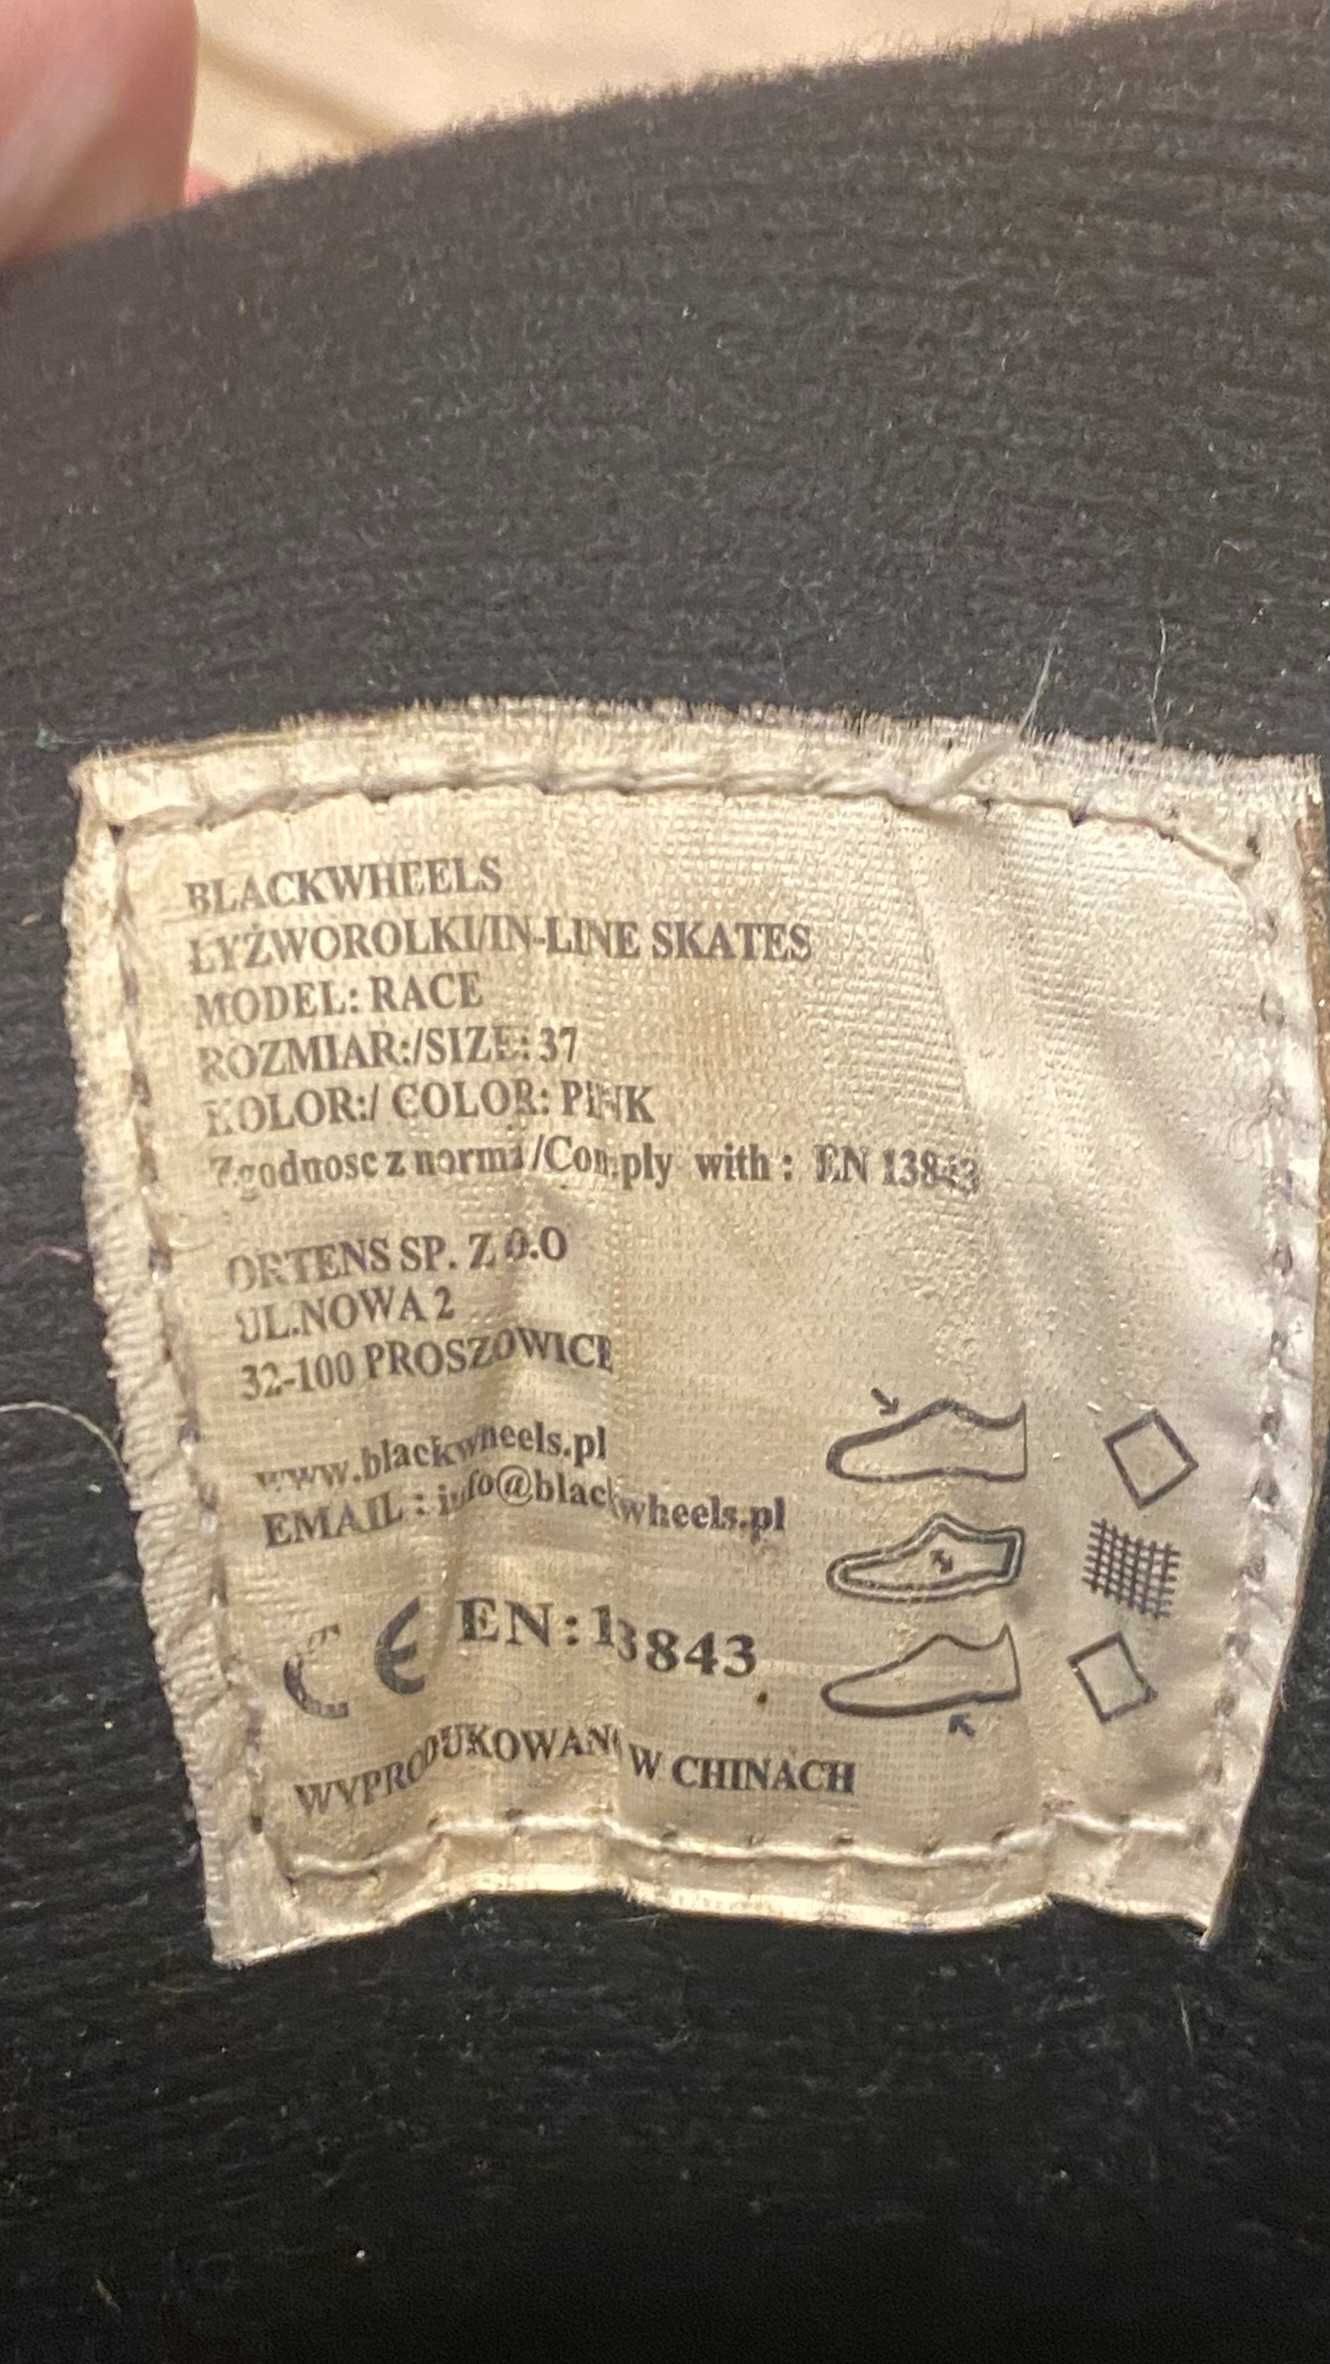 BLACKWHEELS
ŁYŻWOROLKI/IN-LINE SKATES
MODEL: RACE
ROZMIAR:/SIZE: 37
KOLOR:/ COLOR: PINK
Zgodnosc z norma /Comply with : EN 13843
ORTENS SP. Z O.O
UL.NOWA 2
32-100 PROSZOWICE
www.blackwheels.pl
EMAIL : info@blackwheels.pl
CE EN:13843
WYPRODUKOWANO W CHINACH